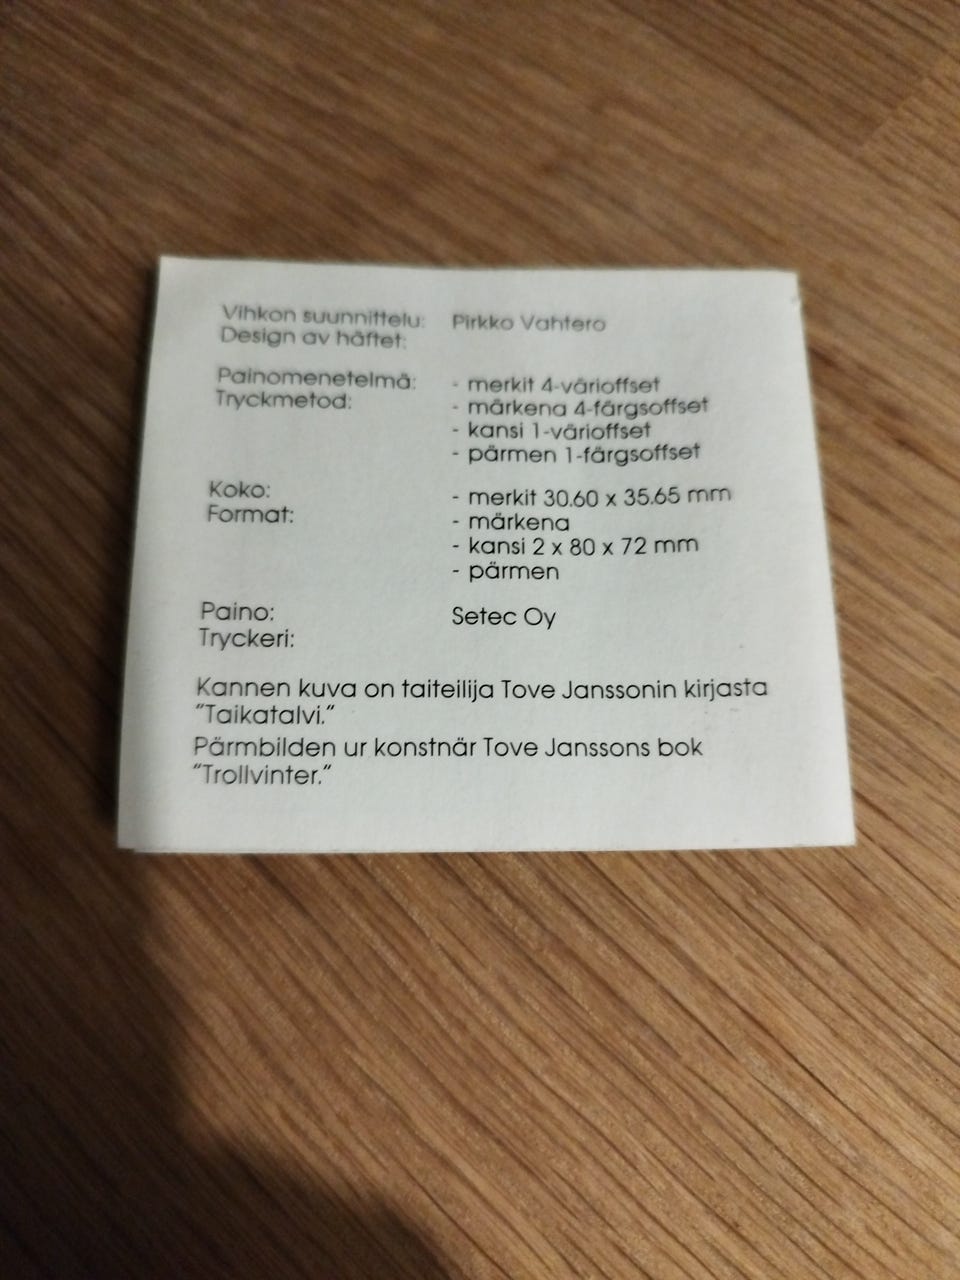 Vihkon suunnittelu: Pirkko Vahtero
Design av häftet:
Painomenetelmä: - merkit 4-värioffset
Tryckmetod: - märkena 4-färgsoffset
- kansi 1-värioffset
- pärmen 1-färgsoffset
Koko: - merkit 30.60 x 35.65 mm
Format: - märkena
- kansi 2 x 80 x 72 mm
- pärmen
Paino: Setec Oy
Tryckeri:
Kannen kuva on taiteilija Tove Janssonin kirjasta
"Taikatalvi."
Pärmbilden ur konstnär Tove Janssons bok
"Trollvinter."